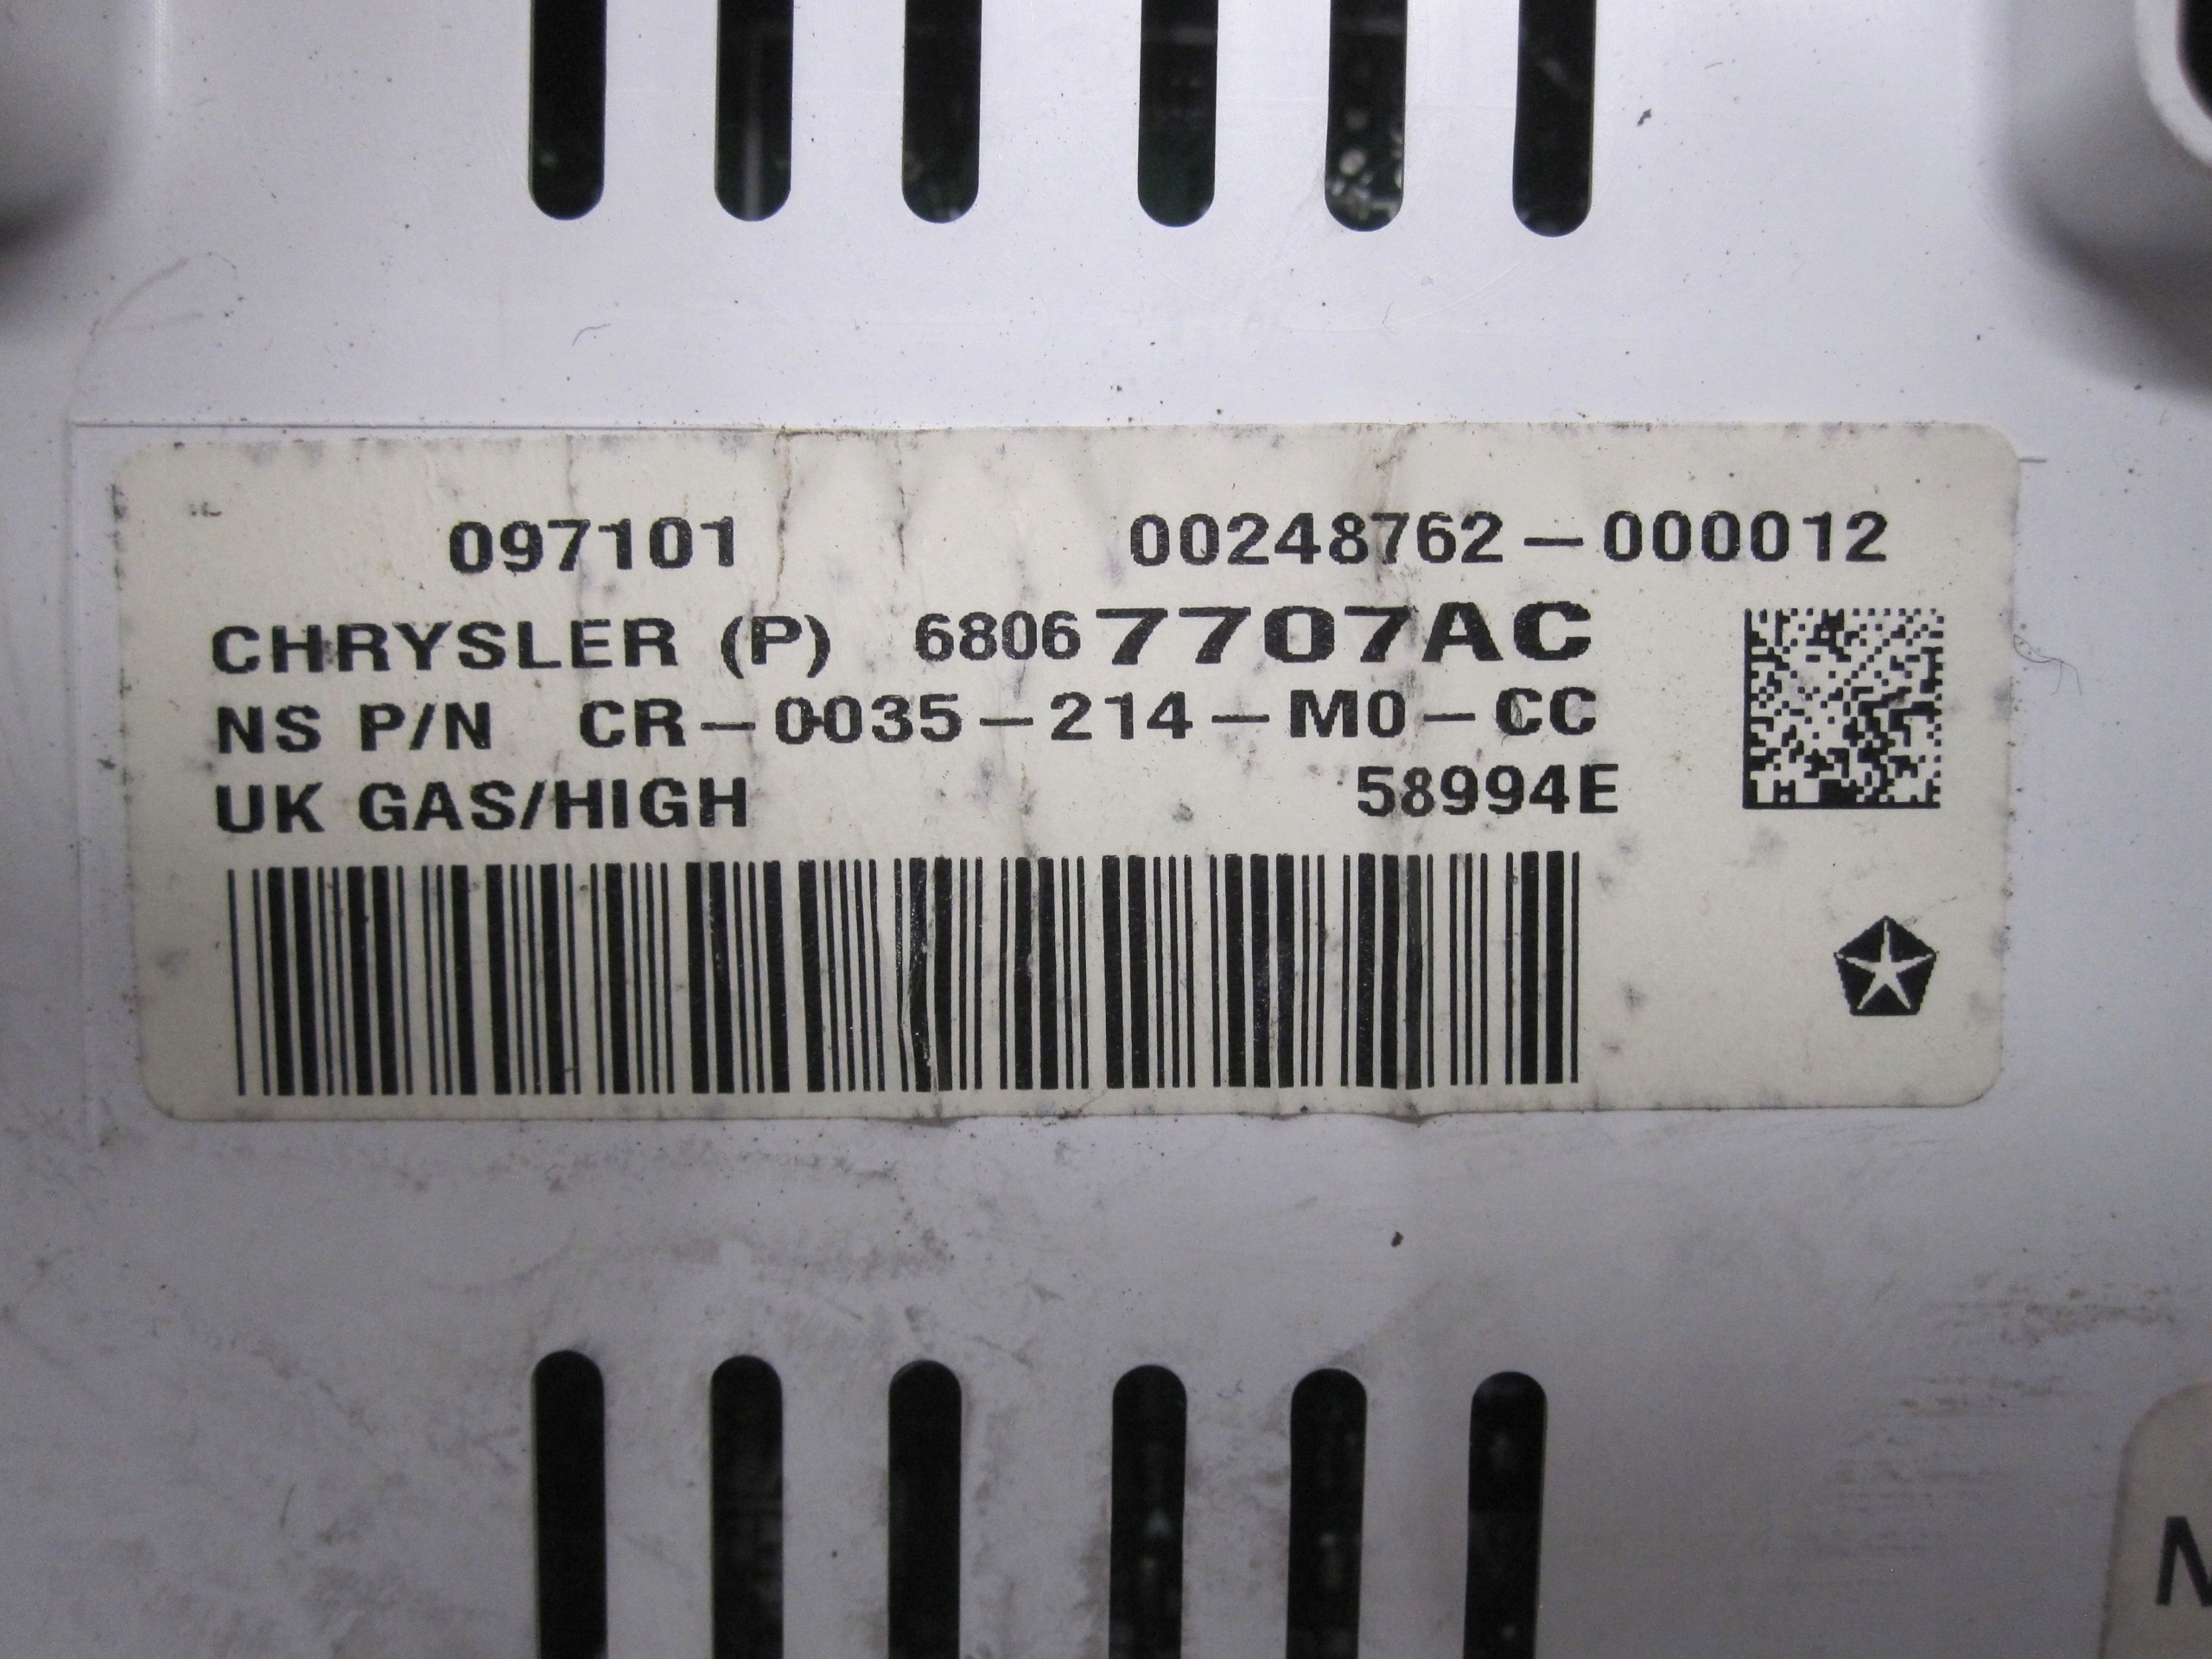 097101 00248762-000012
CHRYSLER (P) 68067707AC
NS P/N CR-0035-214-M0-CC
UK GAS/HIGH 58994E